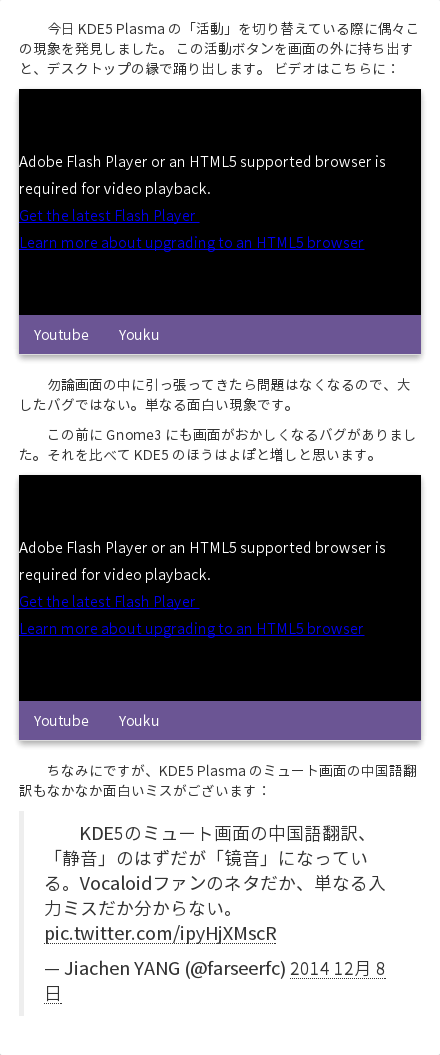 今日 KDE5 Plasma の「活動」を切り替えている際に偶々こ
の現象を発見しました。 この活動ボタンを画面の外に持ち出す
と、デスクトップの縁で踊り出します。 ビデオはこちらに：
Adobe Flash Player or an HTML5 supported browser is
required for video playback.
Get the latest Flash Player
Learn more about upgrading to an HTML5 browser
Youtube Youku
勿論画面の中に引っ張ってきたら問題はなくなるので、大
したバグではない。単なる面白い現象です。
この前に Gnome3 にも画面がおかしくなるバグがありまし
た。それを比べて KDE5 のほうはよぽと増しと思います。
Adobe Flash Player or an HTML5 supported browser is
required for video playback.
Get the latest Flash Player
Learn more about upgrading to an HTML5 browser
Youtube Youku
ちなみにですが、KDE5 Plasma のミュート画面の中国語翻
訳もなかなか面白いミスがございます：
KDE5のミュート画面の中国語翻訳、
「静音」のはずだが「镜音」になってい
る。Vocaloidファンのネタだか、単なる入
力ミスだか分からない。
pic.twitter.com/ipyHjXMscR
— Jiachen YANG (@farseerfc) 2014 12月 8
日